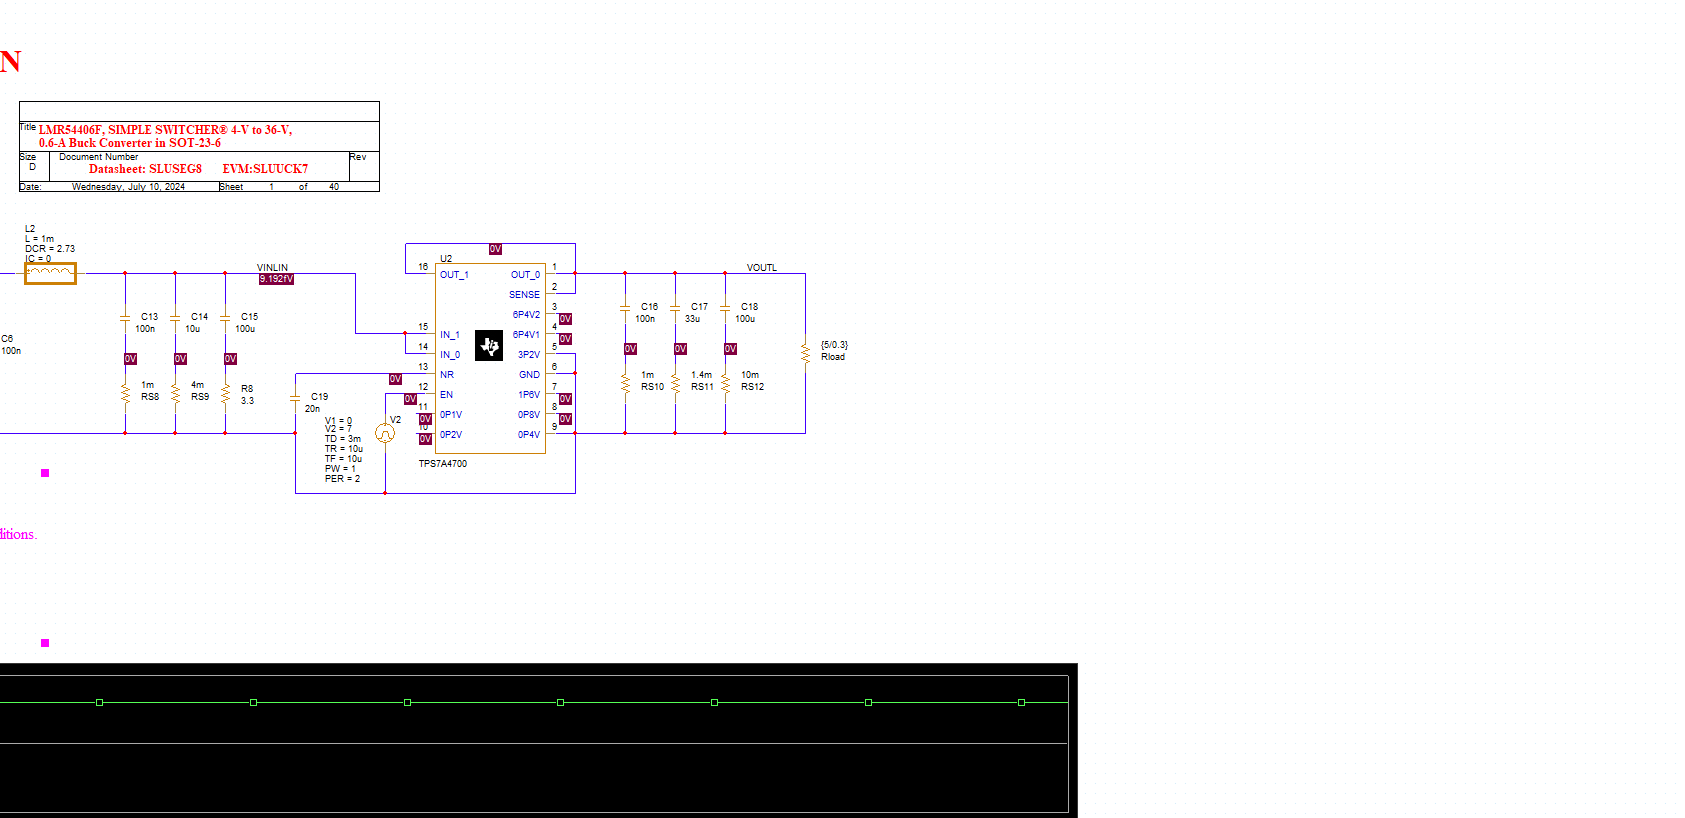 N
Title LMR54406F, SIMPLE SWITCHER® 4-V to 36-V,
0.6-A Buck Converter in SOT-23-6
Size Document Number Rev
D Datasheet: SLUSEG8 EVM:SLUUCK7
Date: Wednesday, July 10, 2024 Sheet 1 of 40
L2
L = 1m
DCR = 2.73
IC = 0
VINLIN
9.192fV
C13
100n
C14
10u
C15
100u
C6
100n
0V
0V
0V
1m
RS8
4m
RS9
R8
3.3
C19
20n
V1 = 0
V2 = 7
TD = 3m
TR = 10u
TF = 10u
PW = 1
PER = 2
V2
0V
U2
16 OUT_1
15 IN_1
14 IN_0
13 NR
0V
12 EN
0V
11 0P1V
0V
10 0P2V
0V
OUT_0 1
SENSE 2
6P4V2 3
0V
6P4V1 4
0V
3P2V 5
GND 6
1P6V 7
0V
0P8V 8
0V
0P4V 9
TPS7A4700
VOUTL
C16
100n
C17
33u
C18
100u
0V
0V
0V
1m
RS10
1.4m
RS11
10m
RS12
{5/0.3}
Rload
ditions.